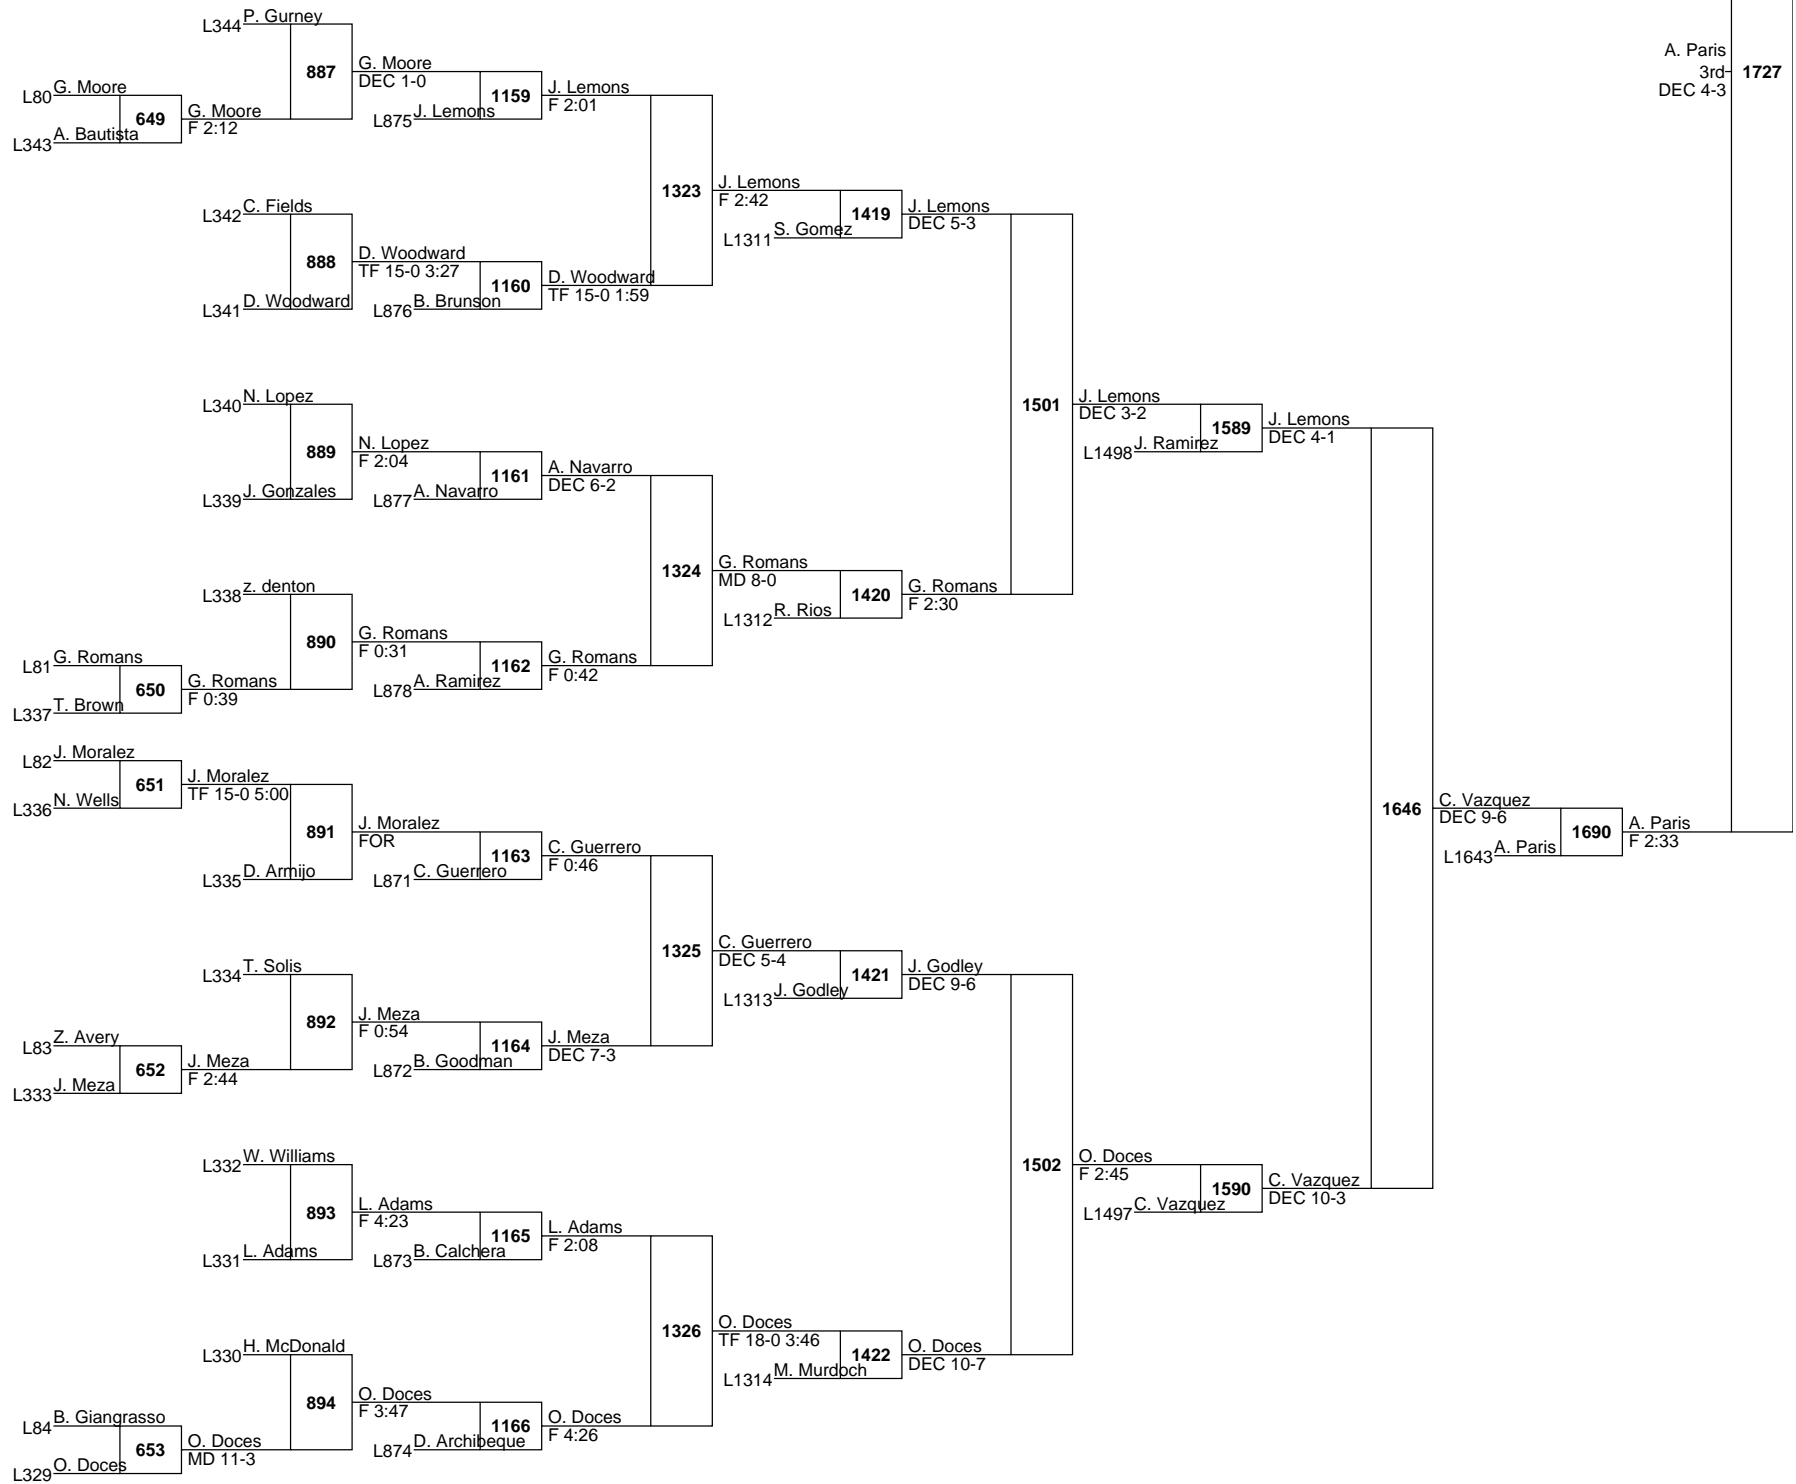 P. Gurney
L344
887
G. Moore
DEC 1-0
L80
G. Moore
649
G. Moore
F 2:12
L343
A. Bautista
1159
L875
J. Lemons
J. Lemons
F 2:01
L342
C. Fields
888
D. Woodward
TF 15-0 3:27
L341
D. Woodward
1160
L876
B. Brunson
D. Woodward
TF 15-0 1:59
1323
J. Lemons
F 2:42
1419
L1311
S. Gomez
J. Lemons
DEC 5-3
L340
N. Lopez
889
N. Lopez
F 2:04
L339
J. Gonzales
1161
L877
A. Navarro
A. Navarro
DEC 6-2
L338
z. denton
890
G. Romans
F 0:31
L81
G. Romans
650
G. Romans
F 0:39
L337
T. Brown
1162
L878
A. Ramirez
G. Romans
F 0:42
1324
G. Romans
MD 8-0
1420
L1312
R. Rios
G. Romans
F 2:30
1501
J. Lemons
DEC 3-2
1589
L1498
J. Ramirez
J. Lemons
DEC 4-1
L82
J. Moralez
651
J. Moralez
TF 15-0 5:00
L336
N. Wells
891
J. Moralez
FOR
L335
D. Armijo
1163
L871
C. Guerrero
C. Guerrero
F 0:46
L334
T. Solis
892
J. Meza
F 0:54
L83
Z. Avery
652
J. Meza
F 2:44
L333
J. Meza
1164
L872
B. Goodman
J. Meza
DEC 7-3
1325
C. Guerrero
DEC 5-4
1421
L1313
J. Godley
J. Godley
DEC 9-6
L332
W. Williams
893
L. Adams
F 4:23
L331
L. Adams
1165
L873
B. Calchera
L. Adams
F 2:08
L330
H. McDonald
894
O. Doces
F 3:47
L84
B. Giangrasso
653
O. Doces
MD 11-3
L329
O. Doces
1166
L874
D. Archibeque
O. Doces
F 4:26
1326
O. Doces
TF 18-0 3:46
1422
L1314
M. Murdoch
O. Doces
DEC 10-7
1502
O. Doces
F 2:45
1590
L1497
C. Vazquez
C. Vazquez
DEC 10-3
1646
C. Vazquez
DEC 9-6
1690
L1643
A. Paris
A. Paris
F 2:33
A. Paris
3rd
DEC 4-3
1727